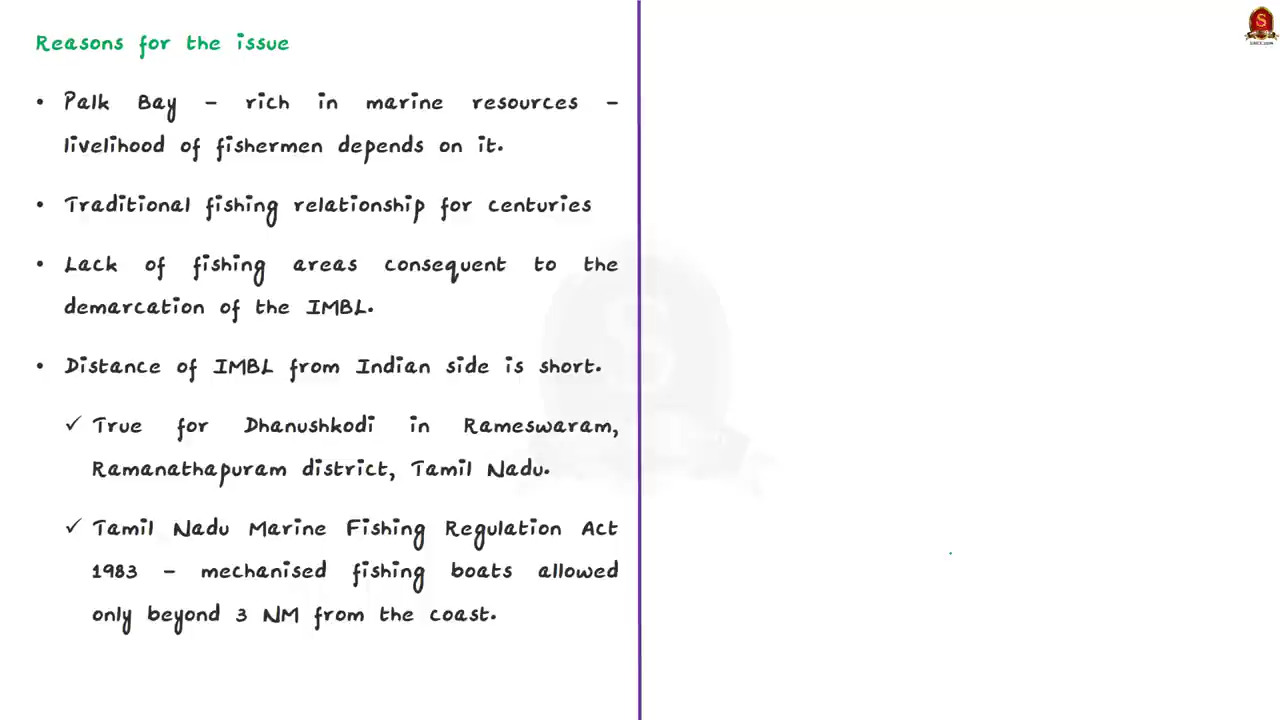 Reasons for the issue
• Palk Bay – rich in marine resources –
livelihood of fishermen depends on it.
• Traditional fishing relationship for centuries
• Lack of fishing areas consequent to the
demarcation of the IMBL.
• Distance of IMBL from Indian side is short.
✓ True for Dhanushkodi in Rameswaram,
Ramanathapuram district, Tamil Nadu.
✓ Tamil Nadu Marine Fishing Regulation Act
1983 – mechanised fishing boats allowed
only beyond 3 NM from the coast.